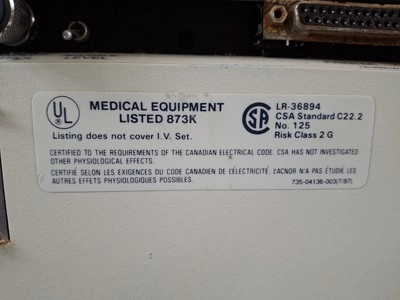 LEVEL
UL
MEDICAL EQUIPMENT
LISTED 873K
Listing does not cover I.V. Set.
SA
LR-36894
CSA Standard C22.2
No. 125
Risk Class 2 G
CERTIFIED TO THE REQUIREMENTS OF THE CANADIAN ELECTRICAL CODE. CSA HAS NOT INVESTIGATED
OTHER PHYSIOLOGICAL EFFECTS.
CERTIFIÉ SELON LES EXIGENCES DU CODE CANADIEN DE L'ÉLECTRICITÉ. L'ACNOR N'A PAS ÉTUDIÉ LES
AUTRES EFFETS PHYSIOLOGIQUES POSSIBLES.
735-04136-003(7/87)